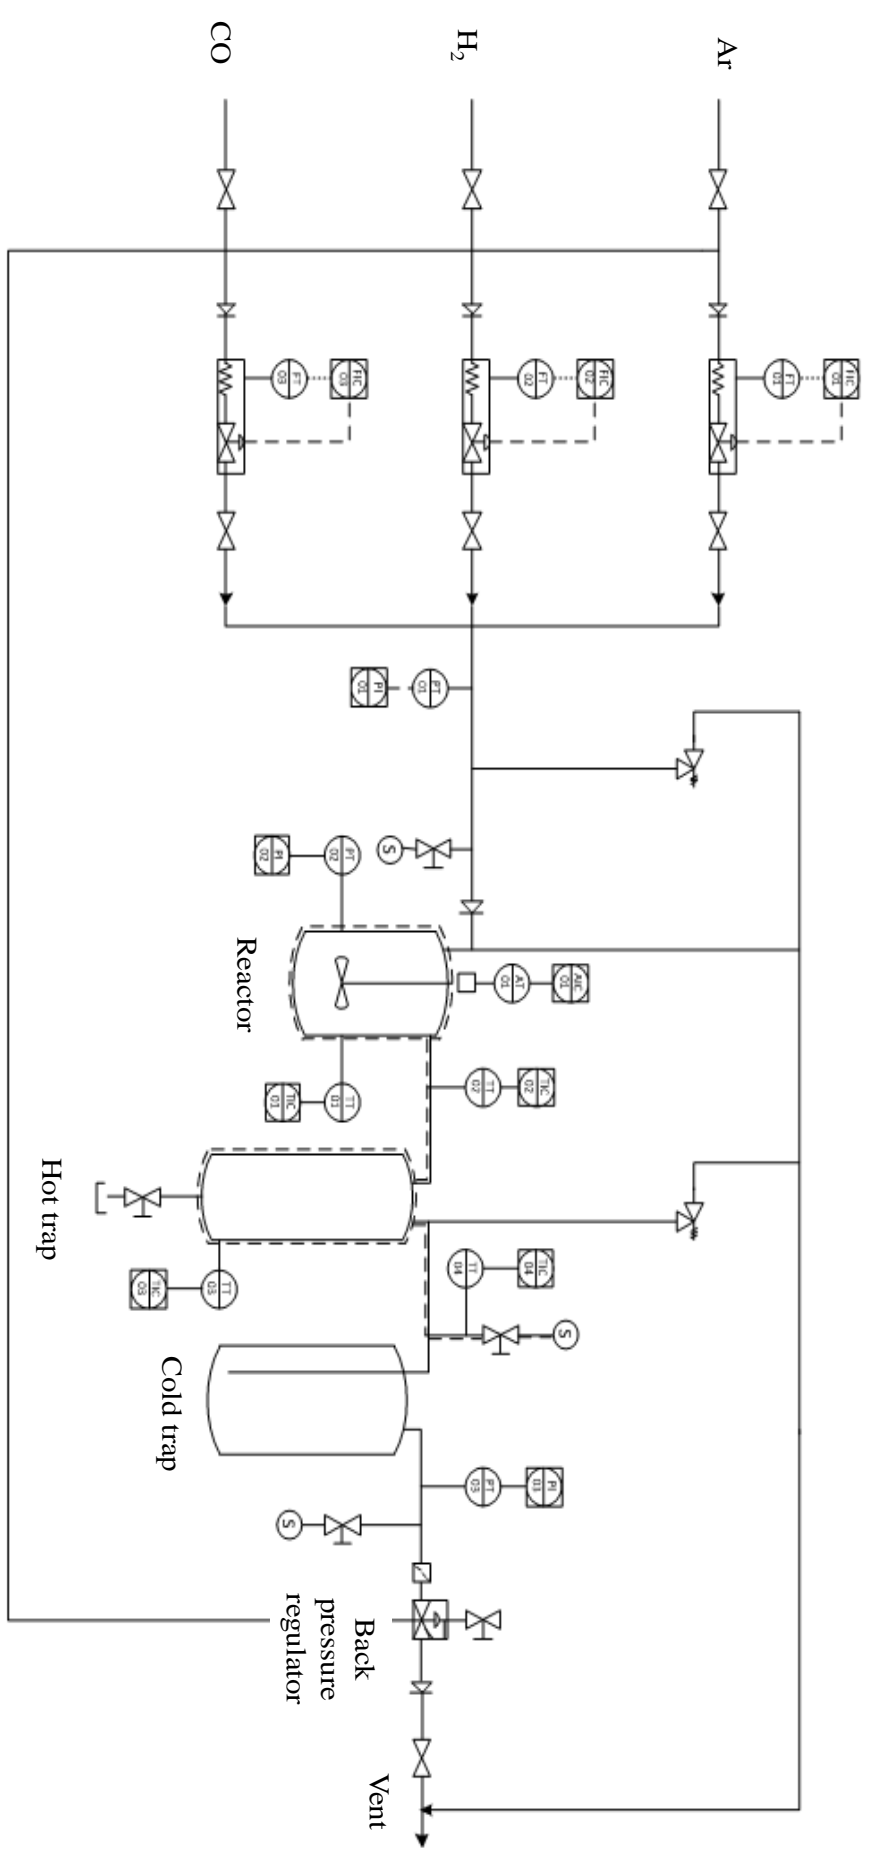 Ar
H₂
CO
FIC
01
FT
01
FIC
02
FT
02
FIC
03
FT
03
PT
01
PI
01
S
PT
02
PI
02
Reactor
AT
01
AIC
01
TT
01
TIC
01
TT
02
TIC
02
Hot trap
TT
03
TIC
03
TT
04
TIC
04
S
Cold trap
PT
03
PI
03
S
Back
pressure
regulator
Vent